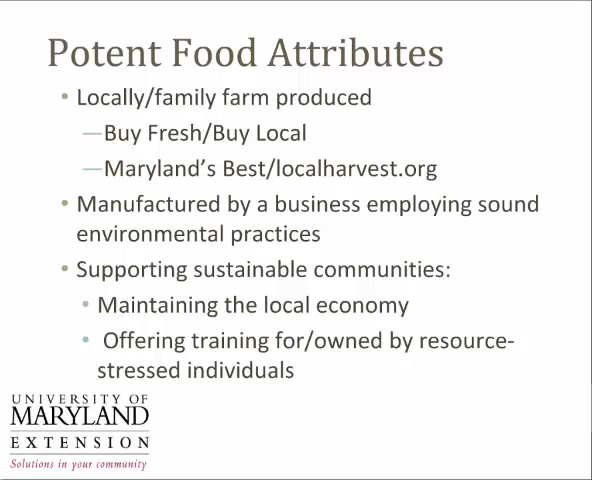 Potent Food Attributes
• Locally/family farm produced
—Buy Fresh/Buy Local
—Maryland's Best/localharvest.org
• Manufactured by a business employing sound
environmental practices
• Supporting sustainable communities:
• Maintaining the local economy
• Offering training for/owned by resource-
stressed individuals
UNIVERSITY OF
MARYLAND
EXTENSION
Solutions in your community